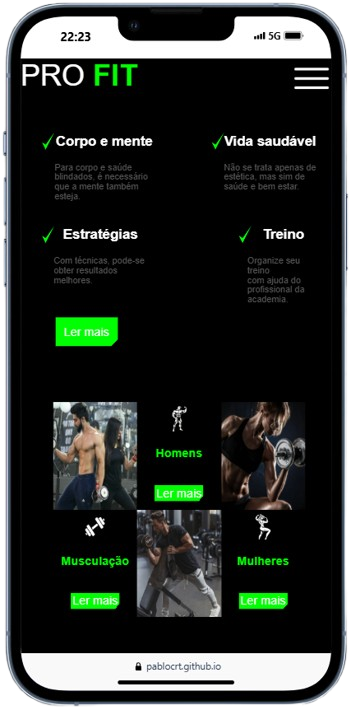 22:23
5G
PRO FIT
Corpo e mente
Vida saudável
Para corpo e saúde
blindados, é necessário
que a mente também
esteja.
Não se trata apenas de
estética, mas sim de
saúde e bem estar.
Estratégias
Treino
Com técnicas, pode-se
obter resultados
melhores.
Organize seu
treino
com ajuda do
profissional da
academia.
Ler mais
Homens
Ler mais
Musculação
Mulheres
Ler mais
Ler mais
pablocrt.github.io